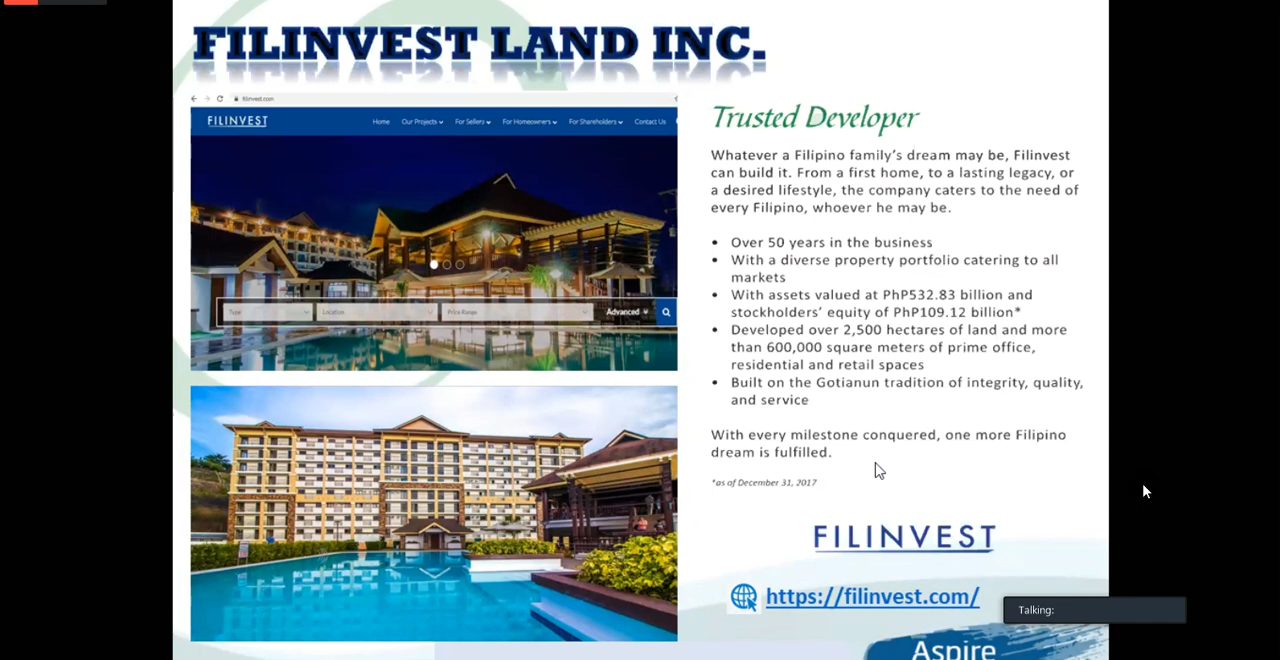 FILINVEST LAND INC.
filinvest.com
FILINVEST
Home
Our Projects
For Sellers
For Homeowners
For Shareholders
Contact Us
Type
Location
Price Range
Advanced
Trusted Developer
Whatever a Filipino family's dream may be, Filinvest
can build it. From a first home, to a lasting legacy, or
a desired lifestyle, the company caters to the need of
every Filipino, whoever he may be.
• Over 50 years in the business
• With a diverse property portfolio catering to all
markets
• With assets valued at PhP532.83 billion and
stockholders' equity of PhP109.12 billion*
• Developed over 2,500 hectares of land and more
than 600,000 square meters of prime office,
residential and retail spaces
• Built on the Gotianun tradition of integrity, quality,
and service
With every milestone conquered, one more Filipino
dream is fulfilled.
*as of December 31, 2017
FILINVEST
https://filinvest.com/
Talking:
Aspire